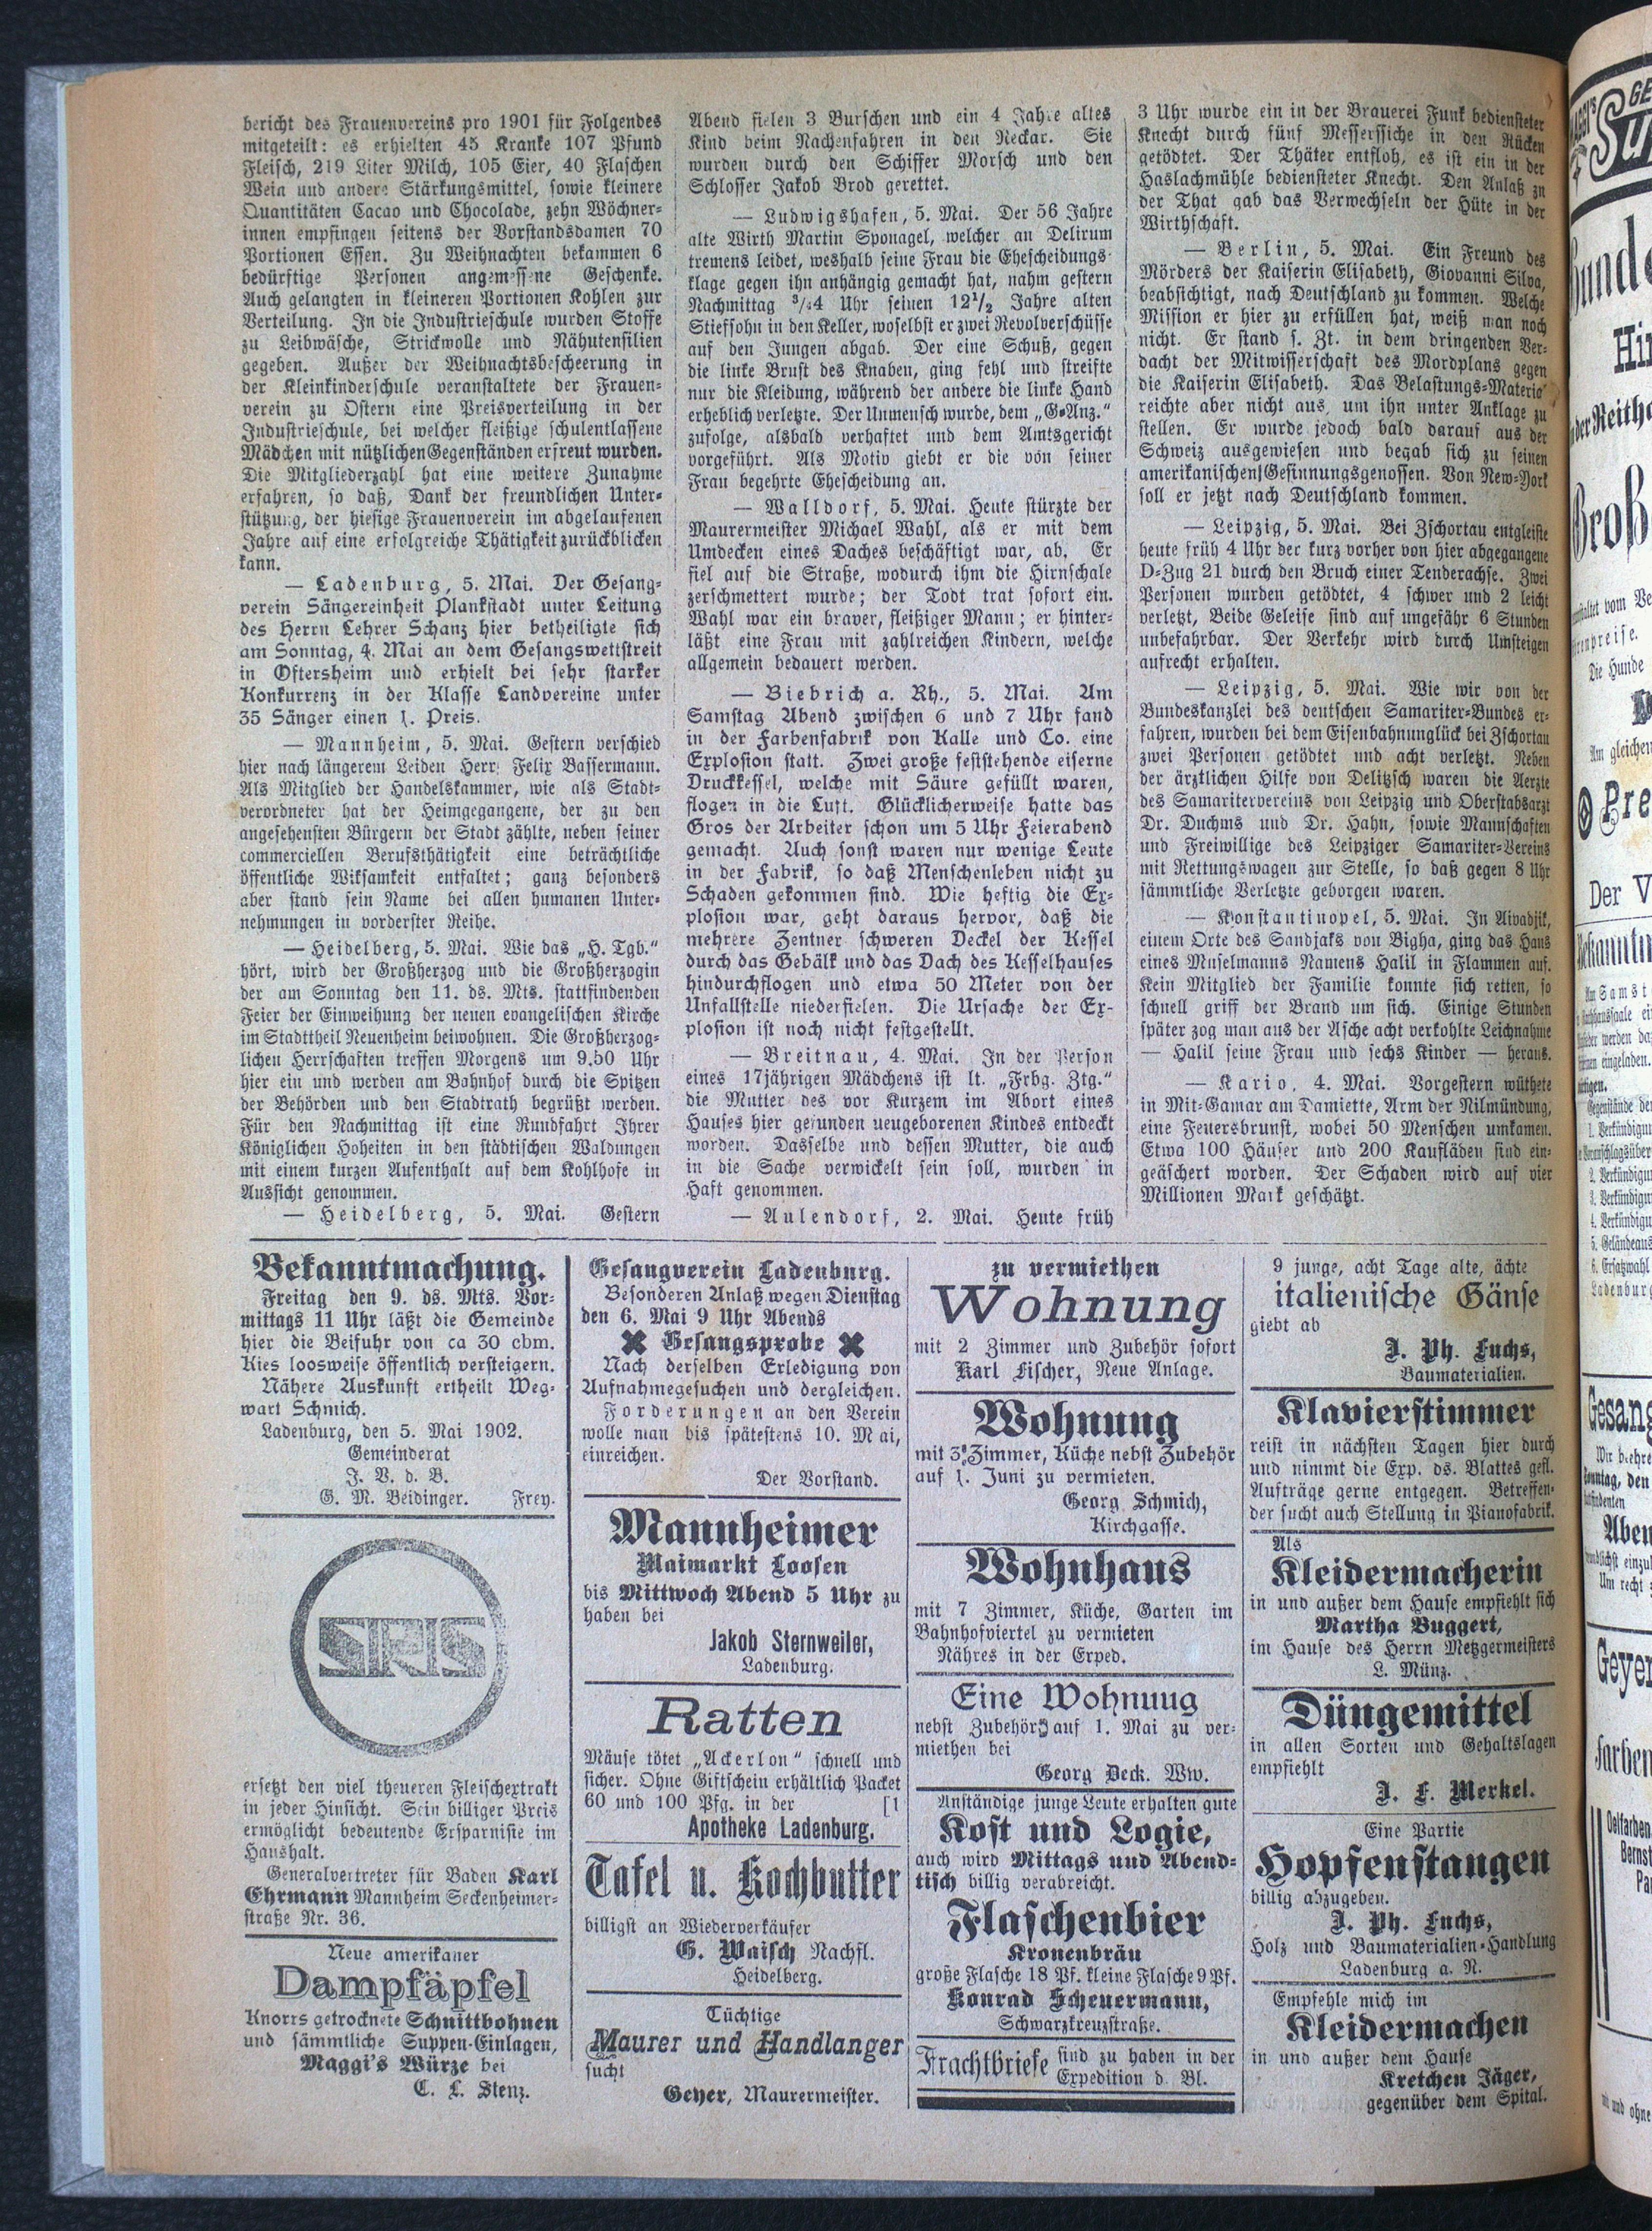 bericht des Frauenvereins pro 1901 für Folgendes
mitgeteilt: es erhielten 45 Kranke 107 Pfund
Fleisch, 219 Liter Milch, 105 Eier, 40 Flaschen
Wein und andere Stärkungsmittel, sowie kleinere
Quantitäten Cacao und Chocolade, zehn Wöchner-
innen empfingen seitens der Vorstandsdamen 70
Portionen Essen. Zu Weihnachten bekamen 6
bedürftige Personen angemessene Geschenke.
Auch gelangten in kleineren Portionen Kohlen zur
Verteilung. In die Industrieschule wurden Stoffe
zu Leibwäsche, Strickwolle und Nähutensilien
gegeben. Außer der Weihnachtsbescheerung in
der Kleinkinderschule veranstaltete der Frauen-
verein zu Ostern eine Preisverteilung in der
Industrieschule, bei welcher fleißige schulentlassene
Mädchen mit nützlichen Gegenständen erfreut wurden.
Die Mitgliederzahl hat eine weitere Zunahme
erfahren, so daß, Dank der freundlichen Unter-
stützung, der hiesige Frauenverein im abgelaufenen
Jahre auf eine erfolgreiche Thätigkeit zurückblicken
kann.
— Ladenburg, 5. Mai. Der Gesang-
verein Sängereinheit Plankstadt unter Leitung
des Herrn Lehrer Schanz hier betheiligte sich
am Sonntag, 4. Mai an dem Gesangswettstreit
in Oftersheim und erhielt bei sehr starker
Konkurrenz in der Klasse Landvereine unter
35 Sänger einen 1. Preis.
— Mannheim, 5. Mai. Gestern verschied
hier nach längerem Leiden Herr Felix Bassermann.
Als Mitglied der Handelskammer, wie als Stadt-
verordneter hat der Heimgegangene, der zu den
angesehensten Bürgern der Stadt zählte, neben seiner
commerciellen Berufsthätigkeit eine beträchtliche
öffentliche Wiksamkeit entfaltet; ganz besonders
aber stand sein Name bei allen humanen Unter-
nehmungen in vorderster Reihe.
— Heidelberg, 5. Mai. Wie das „H. Tgb.“
hört, wird der Großherzog und die Großherzogin
der am Sonntag den 11. ds. Mts. stattfindenden
Feier der Einweihung der neuen evangelischen Kirche
im Stadttheil Neuenheim beiwohnen. Die Großherzog-
lichen Herrschaften treffen Morgens um 9.50 Uhr
hier ein und werden am Bahnhof durch die Spitzen
der Behörden und den Stadtrath begrüßt werden.
Für den Nachmittag ist eine Rundfahrt Ihrer
Königlichen Hoheiten in den städtischen Waldungen
mit einem kurzen Aufenthalt auf dem Kohlhofe in
Aussicht genommen.
— Heidelberg, 5. Mai. Gestern
Abend fielen 3 Burschen und ein 4 Jahre altes
Kind beim Nachenfahren in den Neckar. Sie
wurden durch den Schiffer Morsch und den
Schlosser Jakob Brod gerettet.
— Ludwigshafen, 5. Mai. Der 56 Jahre
alte Wirth Martin Sponagel, welcher an Delirum
tremens leidet, weshalb seine Frau die Ehescheidungs-
klage gegen ihn anhängig gemacht hat, nahm gestern
Nachmittag 3/44 Uhr seinen 12 1/2 Jahre alten
Stiefsohn in den Keller, woselbst er zwei Revolverschüsse
auf den Jungen abgab. Der eine Schuß, gegen
die linke Brust des Knaben, ging fehl und streifte
nur die Kleidung, während der andere die linke Hand
erheblich verletzte. Der Unmensch wurde, dem „G-Anz.“
zufolge, alsbald verhaftet und dem Amtsgericht
vorgeführt. Als Motiv giebt er die von seiner
Frau begehrte Ehescheidung an.
— Walldorf, 5. Mai. Heute stürzte der
Maurermeister Michael Wahl, als er mit dem
Umdecken eines Daches beschäftigt war, ab. Er
fiel auf die Straße, wodurch ihm die Hirnschale
zerschmettert wurde; der Todt trat sofort ein.
Wahl war ein braver, fleißiger Mann; er hinter-
läßt eine Frau mit zahlreichen Kindern, welche
allgemein bedauert werden.
— Biebrich a. Rh., 5. Mai. Am
Samstag Abend zwischen 6 und 7 Uhr fand
in der Farbenfabrik von Kalle und Co. eine
Explosion statt. Zwei große feststehende eiserne
Druckkessel, welche mit Säure gefüllt waren,
flogen in die Luft. Glücklicherweise hatte das
Gros der Arbeiter schon um 5 Uhr Feierabend
gemacht. Auch sonst waren nur wenige Leute
in der Fabrik, so daß Menschenleben nicht zu
Schaden gekommen sind. Wie heftig die Ex-
plosion war, geht daraus hervor, daß die
mehrere Zentner schweren Deckel der Kessel
durch das Gebälk und das Dach des Kesselhauses
hindurchflogen und etwa 50 Meter von der
Unfallstelle niederfielen. Die Ursache der Ex-
plosion ist noch nicht festgestellt.
— Breitnau, 4. Mai. In der Person
eines 17jährigen Mädchens ist lt. „Frbg. Ztg.“
die Mutter des vor Kurzem im Abort eines
Hauses hier gefunden neugeborenen Kindes entdeckt
worden. Dasselbe und dessen Mutter, die auch
in die Sache verwickelt sein soll, wurden in
Haft genommen.
— Aulendorf, 2. Mai. Heute früh
3 Uhr wurde ein in der Brauerei Funk bediensteter
Knecht durch fünf Messerstiche in den Rücken
getödtet. Der Thäter entfloh, es ist ein in der
Haslachmühle bediensteter Knecht. Den Anlaß zu
der That gab das Verwechseln der Hüte in der
Wirthschaft.
— Berlin, 5. Mai. Ein Freund des
Mörders der Kaiserin Elisabeth, Giovanni Silva,
beabsichtigt, nach Deutschland zu kommen. Welche
Mission er hier zu erfüllen hat, weiß man noch
nicht. Er stand s. Zt. in dem dringenden Ver-
dacht der Mitwisserschaft des Mordplans gegen
die Kaiserin Elisabeth. Das Belastungs-Materia
reichte aber nicht aus, um ihn unter Anklage zu
stellen. Er wurde jedoch bald darauf aus der
Schweiz ausgewiesen und begab sich zu seinen
amerikanischen Gesinnungsgenossen. Von New-York
soll er jetzt nach Deutschland kommen.
— Leipzig, 5. Mai. Bei Zschortau entgleiste
heute früh 4 Uhr der kurz vorher von hier abgegangene
D-Zug 21 durch den Bruch einer Tenderachse. Zwei
Personen wurden getödtet, 4 schwer und 2 leicht
verletzt, Beide Geleise sind auf ungefähr 6 Stunden
unbefahrbar. Der Verkehr wird durch Umsteigen
aufrecht erhalten.
— Leipzig, 5. Mai. Wie wir von der
Bundeskanzlei des deutschen Samariter-Bundes er-
fahren, wurden bei dem Eisenbahnunglück bei Zschortau
zwei Personen getödtet und acht verletzt. Neben
der ärztlichen Hilfe von Delitzsch waren die Aerzte
des Samaritervereins von Leipzig und Oberstabsarzt
Dr. Duchms und Dr. Hahn, sowie Mannschaften
und Freiwillige des Leipziger Samariter-Vereins
mit Rettungswagen zur Stelle, so daß gegen 8 Uhr
sämmtliche Verletzte geborgen waren.
— Konstantinopel, 5. Mai. In Aivadjik,
einem Orte des Sandjaks von Bigha, ging das Haus
eines Muselmanns Namens Halil in Flammen auf.
Kein Mitglied der Familie konnte sich retten, so
schnell griff der Brand um sich. Einige Stunden
später zog man aus der Asche acht verkohlte Leichname
— Halil seine Frau und sechs Kinder — heraus.
— Kario, 4. Mai. Vorgestern wüthete
in Mit-Gamar am Damiette, Arm der Nilmündung,
eine Feuersbrunst, wobei 50 Menschen umkamen.
Etwa 100 Häuser und 200 Kaufläden sind ein-
geäschert worden. Der Schaden wird auf vier
Millionen Mark geschätzt.
Bekanntmachung.
Freitag den 9. ds. Mts. Vor-
mittags 11 Uhr läßt die Gemeinde
hier die Beifuhr von ca 30 cbm.
Kies loosweise öffentlich versteigern.
Nähere Auskunft ertheilt Weg-
wart Schmich.
Ladenburg, den 5. Mai 1902.
Gemeinderat
J. V. d. B.
G. M. Beidinger. Frey.
SIRIS
ersetzt den viel theueren Fleischextrakt
in jeder Hinsicht. Sein billiger Preis
ermöglicht bedeutende Ersparniße im
Haushalt.
Generalvertreter für Baden Karl
Ehrmann Mannheim Seckenheimer-
straße Nr. 36.
Neue amerikaner
Dampfäpfel
Knorrs getrocknete Schnittbohnen
und sämmtliche Suppen-Einlagen,
Maggi's Würze bei
C. L. Stenz.
Gesangverein Ladenburg.
Besonderen Anlaß wegen Dienstag
den 6. Mai 9 Uhr Abends
Gesangsprobe
Nach derselben Erledigung von
Aufnahmegesuchen und dergleichen.
Forderungen an den Verein
wolle man bis spätestens 10. Mai,
einreichen.
Der Vorstand.
Mannheimer
Maimarkt Loosen
bis Mittwoch Abend 5 Uhr zu
haben bei
Jakob Sternweiler,
Ladenburg.
Ratten
Mäuse tötet „Ackerlon“ schnell und
sicher. Ohne Giftschein erhältlich Packet
60 und 100 Pfg. in der [1
Apotheke Ladenburg.
Tafel u. Kochbutter
billigst an Wiederverkäufer
G. Waisch Nachfl.
Heidelberg.
Tüchtige
Maurer und Handlanger
sucht
Geyer, Maurermeister.
zu vermiethen
Wohnung
mit 2 Zimmer und Zubehör sofort
Karl Fischer, Neue Anlage.
Wohnung
mit 3 Zimmer, Küche nebst Zubehör
auf 1. Juni zu vermieten.
Georg Schmich,
Kirchgasse.
Wohnhaus
mit 7 Zimmer, Küche, Garten im
Bahnhofviertel zu vermieten
Nähres in der Exped.
Eine Wohnuug
nebst Zubehör auf 1. Mai zu ver-
miethen bei
Georg Deck. Ww.
Anständige junge Leute erhalten gute
Kost und Logie,
auch wird Mittags und Abend-
tisch billig verabreicht.
Flaschenbier
Kronenbräu
große Flasche 18 Pf. kleine Flasche 9 Pf.
Konrad Scheuermann,
Schwarzkreuzstraße.
Frachtbriefe sind zu haben in der
Expedition d. Bl.
9 junge, acht Tage alte, ächte
italienische Gänse
giebt ab
J. Ph. Fuchs,
Baumaterialien.
Klavierstimmer
reist in nächsten Tagen hier durch
und nimmt die Exp. ds. Blattes gefl.
Aufträge gerne entgegen. Betreffen-
der sucht auch Stellung in Pianofabrik.
Als
Kleidermacherin
in und außer dem Hause empfiehlt sich
Martha Buggert,
im Hause des Herrn Metzgermeisters
L. Münz.
Düngemittel
in allen Sorten und Gehaltslagen
empfiehlt
J. F. Merkel.
Eine Partie
Hopfenstangen
billig abzugeben.
J. Ph. Fuchs,
Holz und Baumaterialien-Handlung
Ladenburg a. N.
Empfehle mich im
Kleidermachen
in und außer dem Hause
Kretchen Jäger,
gegenüber dem Spital.